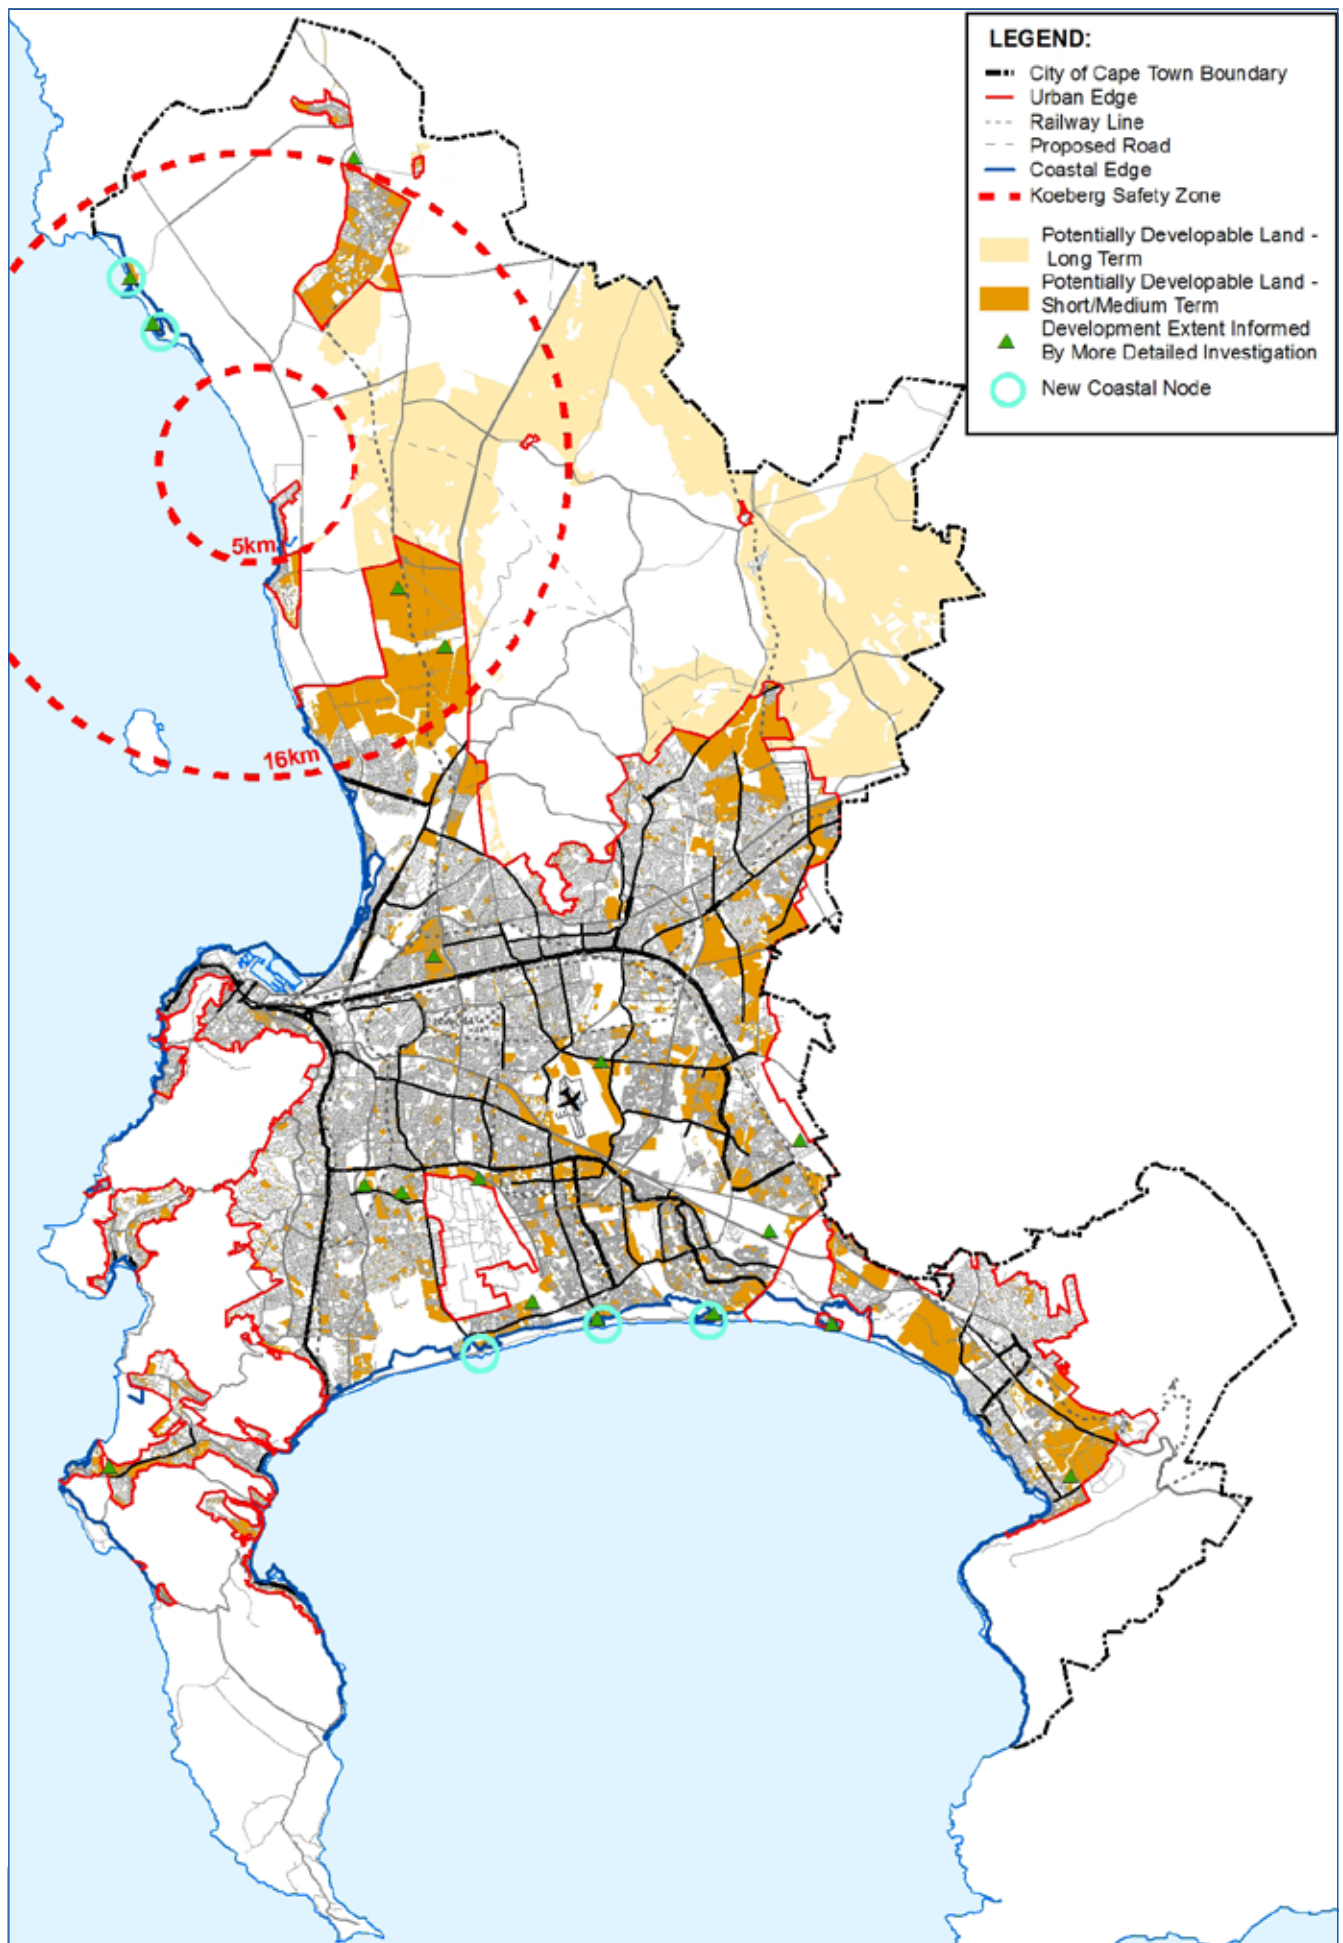 LEGEND:
City of Cape Town Boundary
Urban Edge
Railway Line
Proposed Road
Coastal Edge
Koeberg Safety Zone
Potentially Developable Land -
Long Term
Potentially Developable Land -
Short/Medium Term
Development Extent Informed
By More Detailed Investigation
New Coastal Node
5km
16km